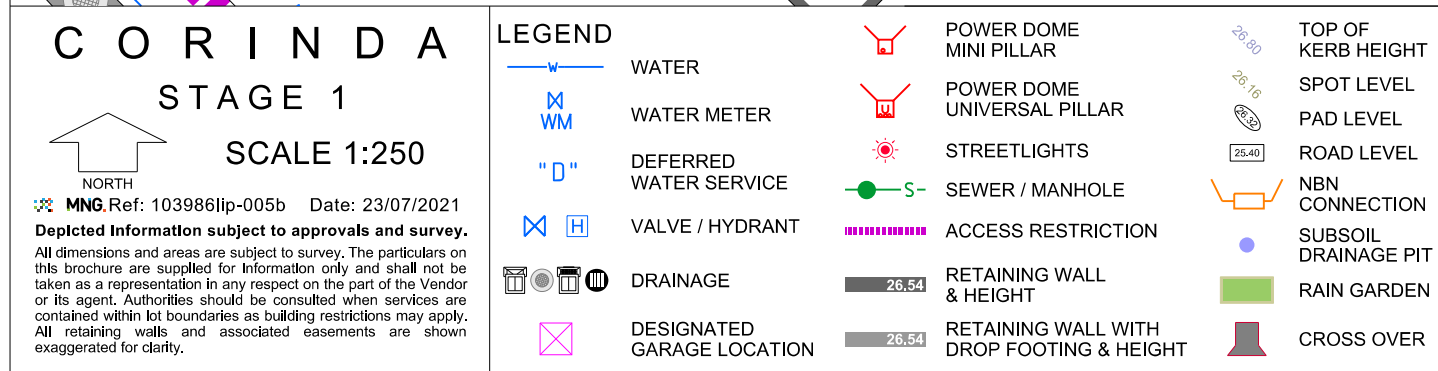 CORINDA
STAGE 1
SCALE 1:250
NORTH
MNG. Ref: 103986lip-005b Date: 23/07/2021
Depicted Information subject to approvals and survey.
All dimensions and areas are subject to survey. The particulars on
this brochure are supplied for information only and shall not be
taken as a representation in any respect on the part of the Vendor
or its agent. Authorities should be consulted when services are
contained within lot boundaries as building restrictions may apply.
All retaining walls and associated easements are shown
exaggerated for clarity.
LEGEND
W WATER
WM WATER METER
"D" DEFERRED
WATER SERVICE
H VALVE / HYDRANT
DRAINAGE
DESIGNATED
GARAGE LOCATION
POWER DOME
MINI PILLAR
U POWER DOME
UNIVERSAL PILLAR
STREETLIGHTS
S SEWER / MANHOLE
ACCESS RESTRICTION
26.54 RETAINING WALL
& HEIGHT
26.54 RETAINING WALL WITH
DROP FOOTING & HEIGHT
26.80 TOP OF
KERB HEIGHT
26.16 SPOT LEVEL
26.32 PAD LEVEL
25.40 ROAD LEVEL
NBN
CONNECTION
SUBSOIL
DRAINAGE PIT
RAIN GARDEN
CROSS OVER